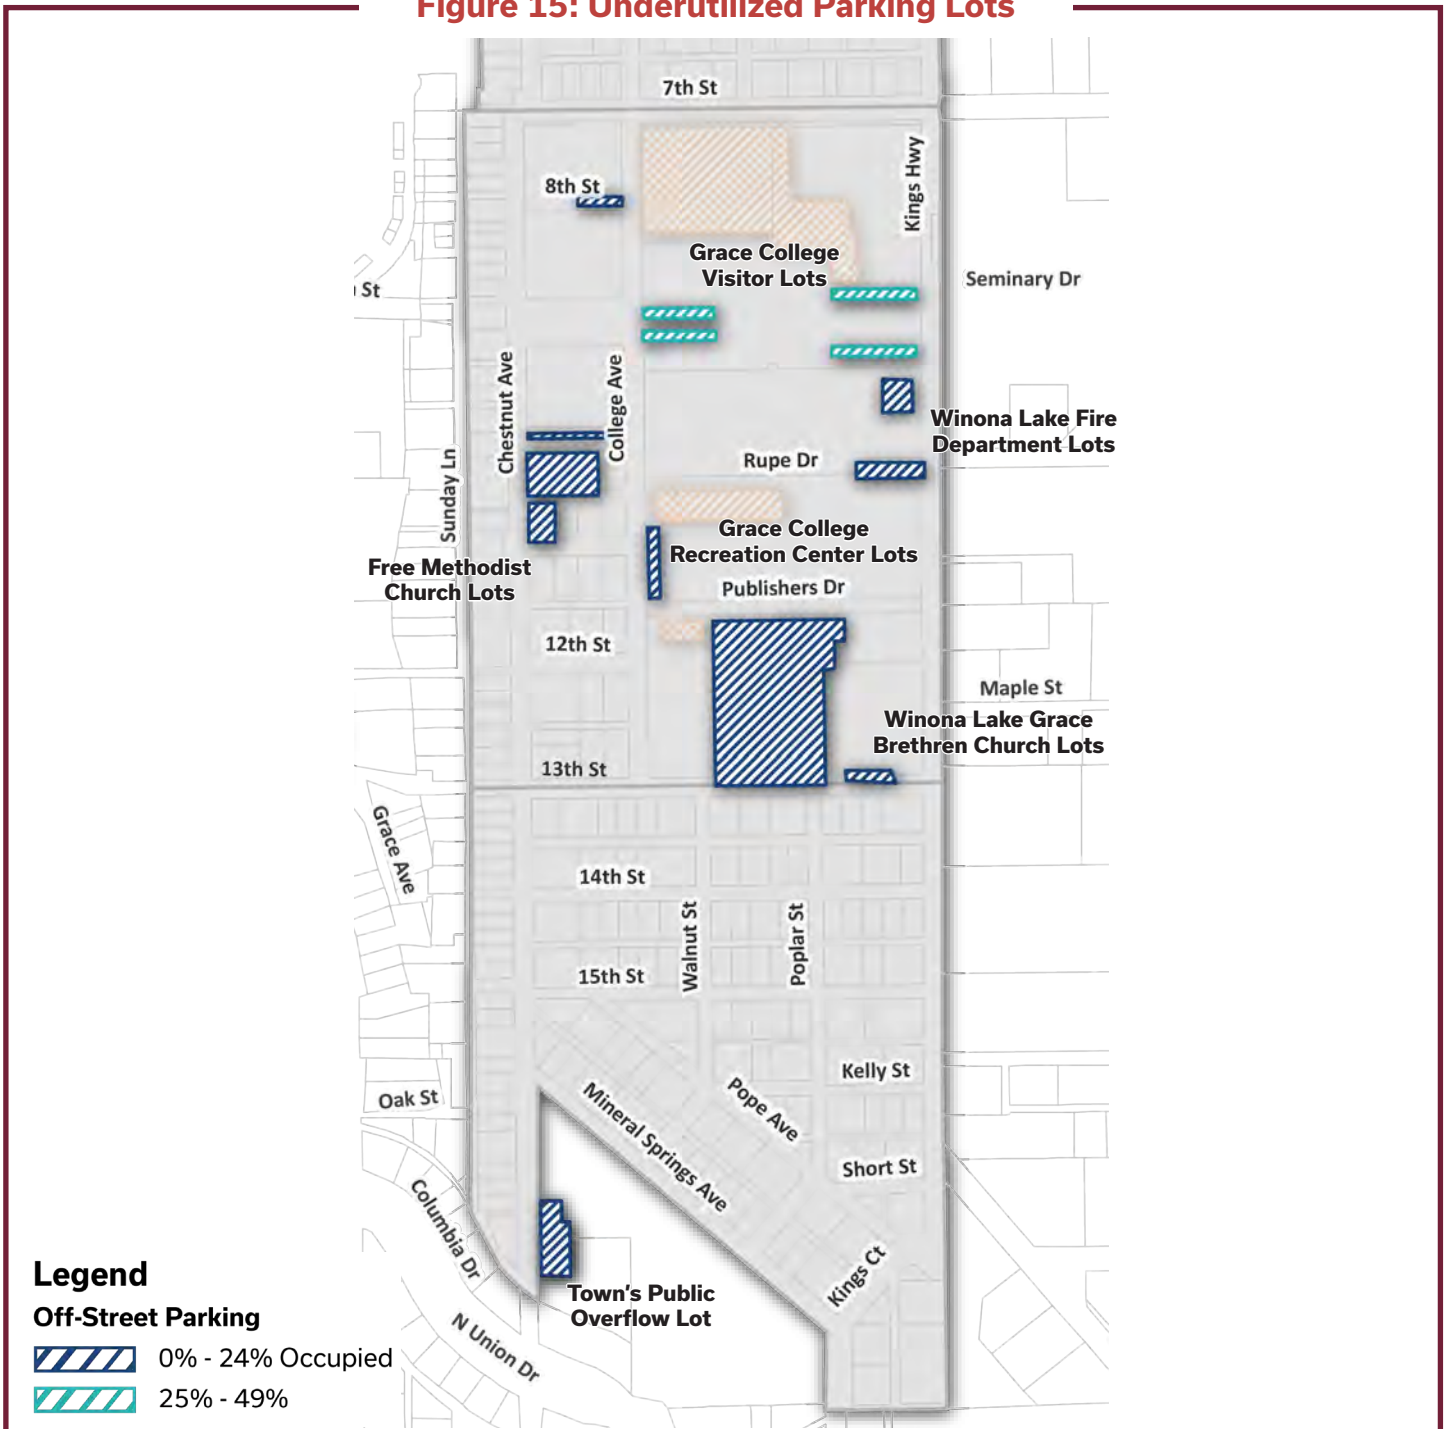 Figure 15: Underutilized Parking Lots
7th St
Kings Hwy
8th St
Grace College
Visitor Lots
Seminary Dr
St
Chestnut Ave
College Ave
Winona Lake Fire
Department Lots
Sunday Ln
Rupe Dr
Grace College
Recreation Center Lots
Free Methodist
Church Lots
Publishers Dr
12th St
Maple St
Winona Lake Grace
Brethren Church Lots
13th St
Grace Ave
14th St
Walnut St
Poplar St
15th St
Kelly St
Oak St
Mineral Springs Ave
Pope Ave
Short St
Columbia Dr
Kings Ct
Town's Public
Overflow Lot
N Union Dr
Legend
Off-Street Parking
0% - 24% Occupied
25% - 49%